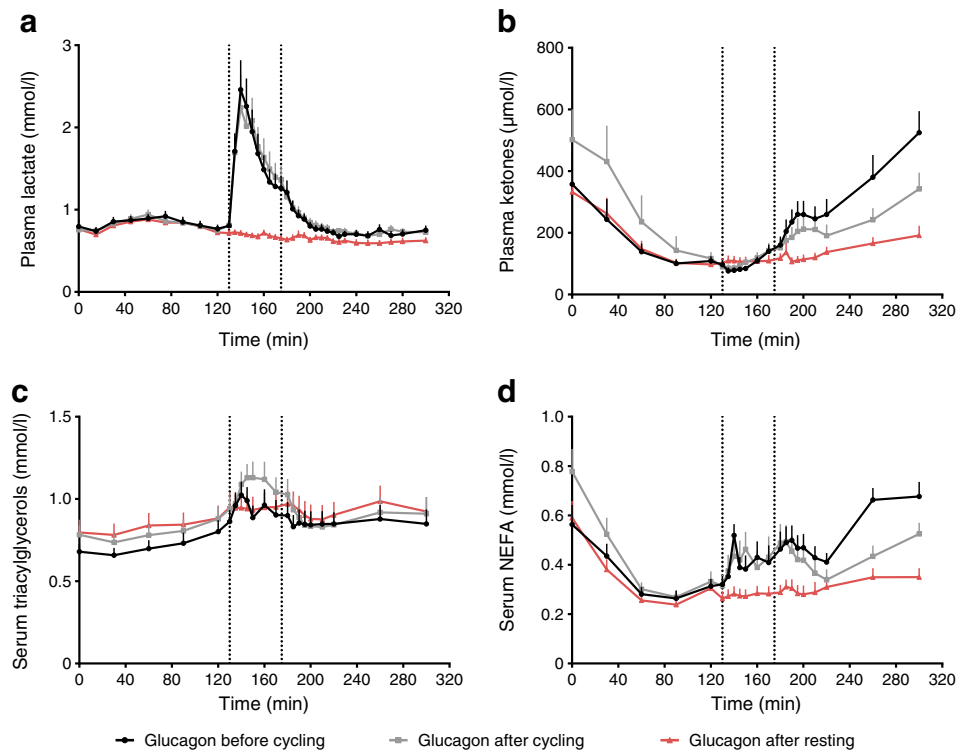 a
Plasma lactate (mmol/l)
3
2
1
0
0 40 80 120 160 200 240 280 320
Time (min)
b
Plasma ketones (µmol/l)
800
600
400
200
0
0 40 80 120 160 200 240 280 320
Time (min)
c
Serum triacylglycerols (mmol/l)
1.5
1.0
0.5
0
0 40 80 120 160 200 240 280 320
Time (min)
d
Serum NEFA (mmol/l)
1.0
0.8
0.6
0.4
0.2
0
0 40 80 120 160 200 240 280 320
Time (min)
Glucagon before cycling Glucagon after cycling Glucagon after resting